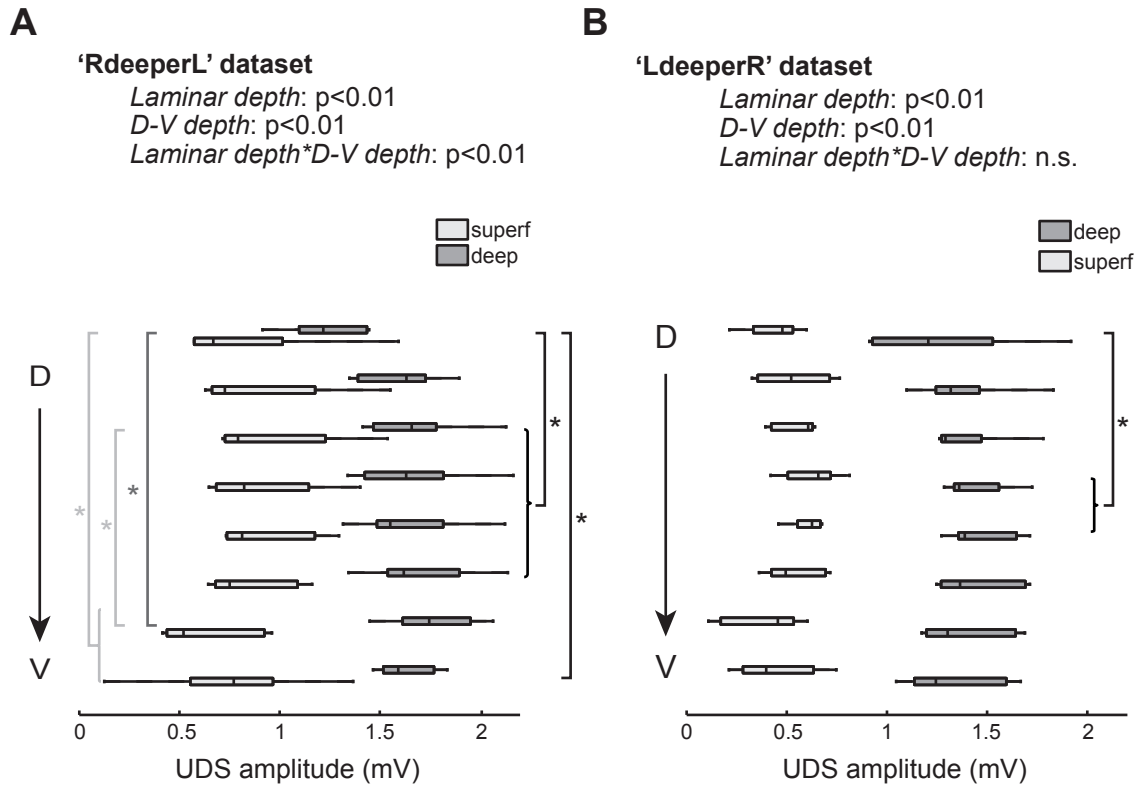 A
'RdeeperL' dataset
Laminar depth: p<0.01
D-V depth: p<0.01
Laminar depth*D-V depth: p<0.01
superf
deep
D
V
*
*
*
*
*
0
0.5
1
1.5
2
UDS amplitude (mV)
B
'LdeeperR' dataset
Laminar depth: p<0.01
D-V depth: p<0.01
Laminar depth*D-V depth: n.s.
deep
superf
D
V
*
0
0.5
1
1.5
2
UDS amplitude (mV)